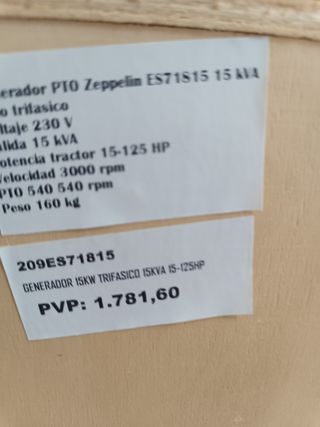 erador PTO Zeppelin ES71815 15 kVA
o trifasico
ltaje 230 V
lida 15 kVA
otencia tractor 15-125 HP
Velocidad 3000 rpm
PTO 540 540 rpm
Peso 160 kg
209ES71815
GENERADOR 15KW TRIFASICO 15KVA 15-125HP
PVP: 1.781,60